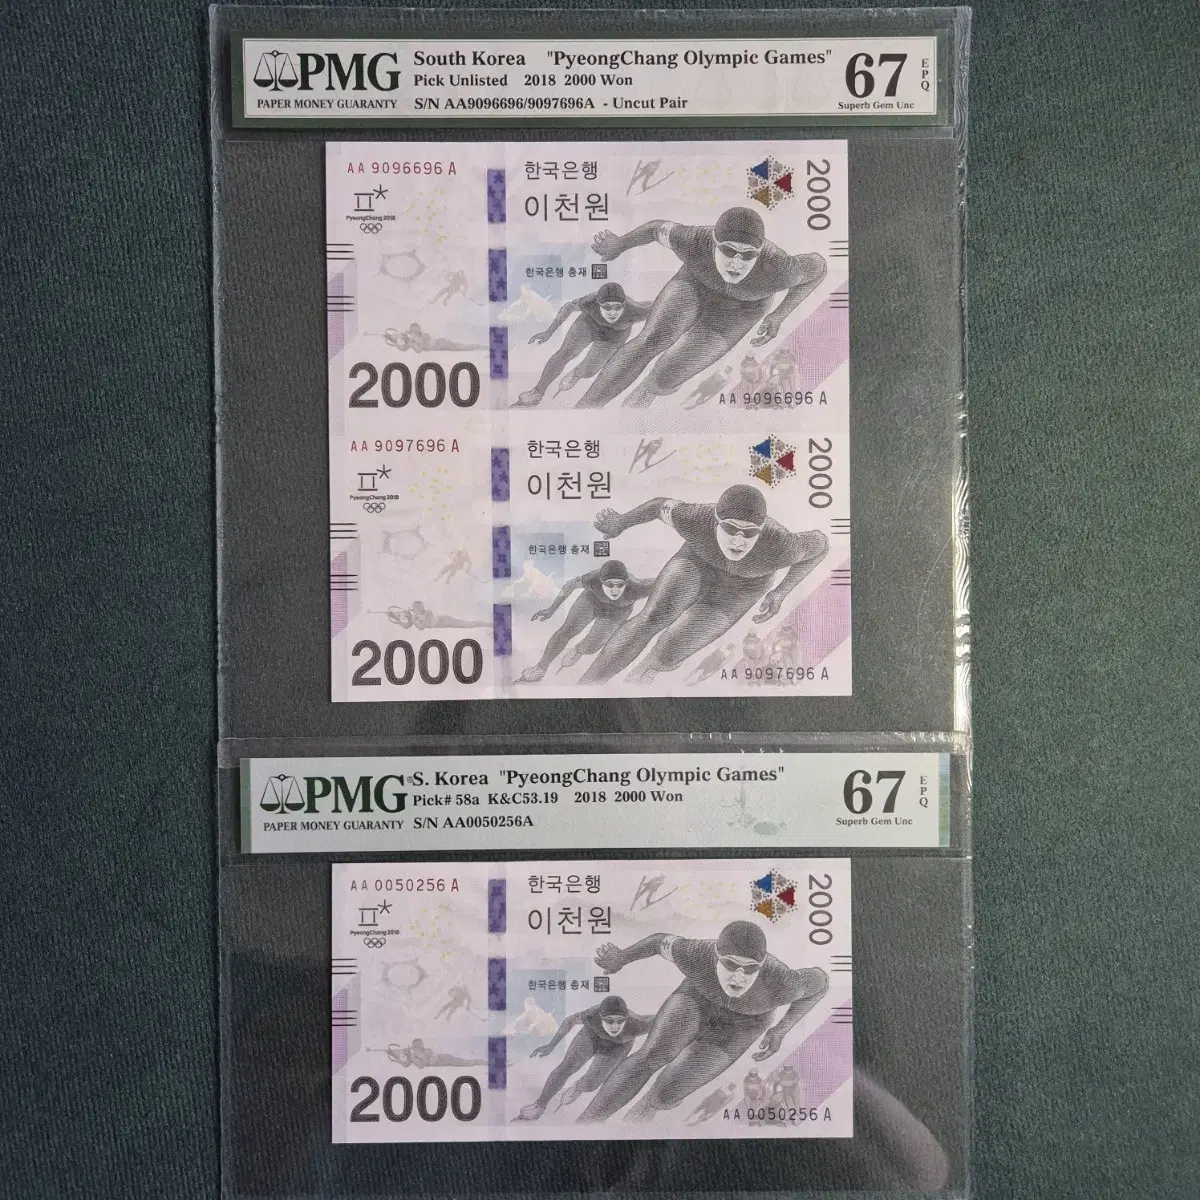 PMG South Korea "PyeongChang Olympic Games" 67 EPQ
Pick Unlisted 2018 2000 Won Superb Gem Unc
PAPER MONEY GUARANTY S/N AA9096696/9097696A - Uncut Pair
AA 9096696 A
한국은행
이천원
2000
PyeongChang 2018
한국은행 총재
2000
AA 9096696 A
AA 9097696 A
한국은행
이천원
2000
PyeongChang 2018
한국은행 총재
2000
AA 9097696 A
PMG S. Korea "PyeongChang Olympic Games" 67 EPQ
Pick# 58a K&C53.19 2018 2000 Won Superb Gem Unc
PAPER MONEY GUARANTY S/N AA0050256A
AA 0050256 A
한국은행
이천원
2000
PyeongChang 2018
한국은행 총재
2000
AA 0050256 A